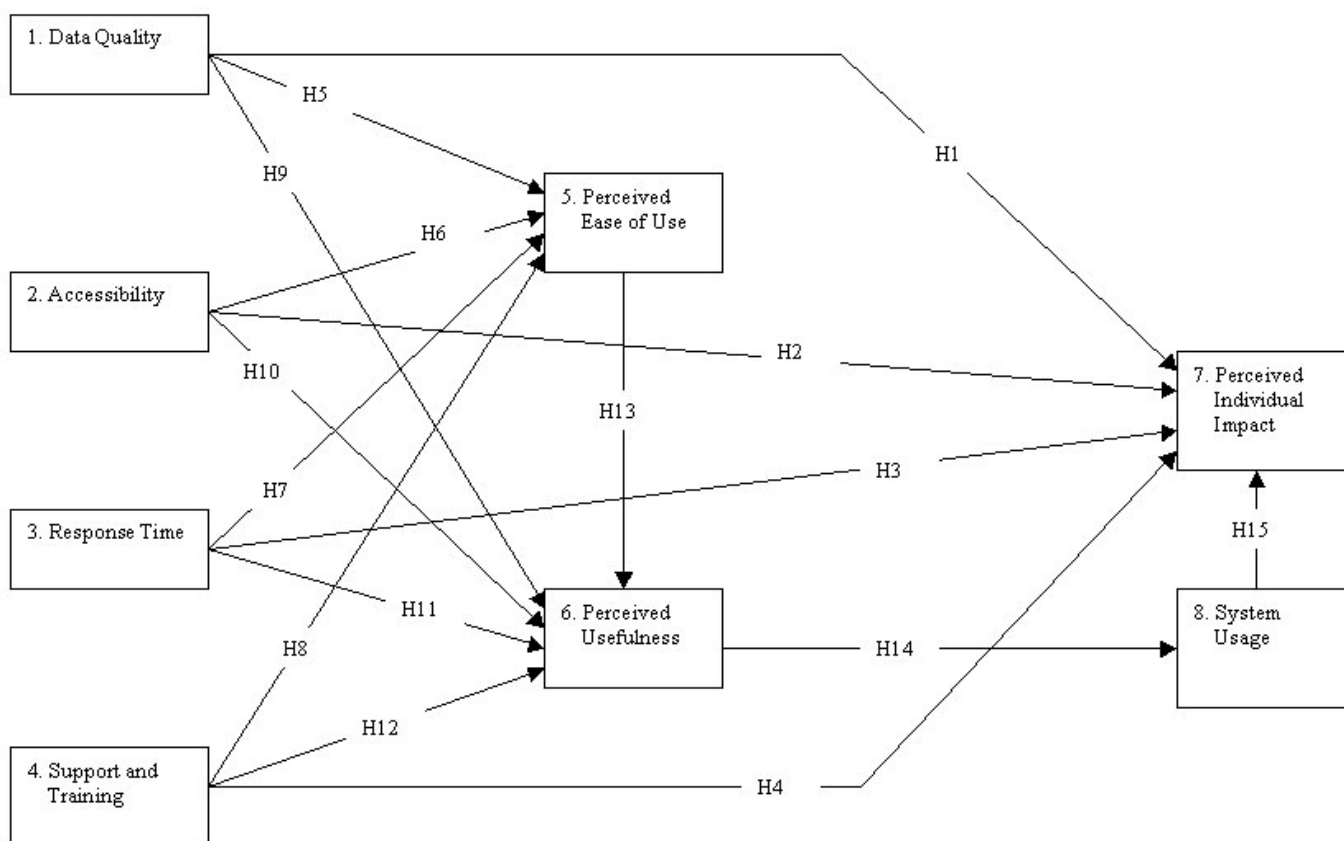 1. Data Quality
H5
H1
H9
5. Perceived
Ease of Use
H6
2. Accessibility
H2
H10
7. Perceived
Individual
Impact
H13
H3
H7
3. Response Time
H15
H11
6. Perceived
Usefulness
8. System
Usage
H8
H14
H12
4. Support and
Training
H4